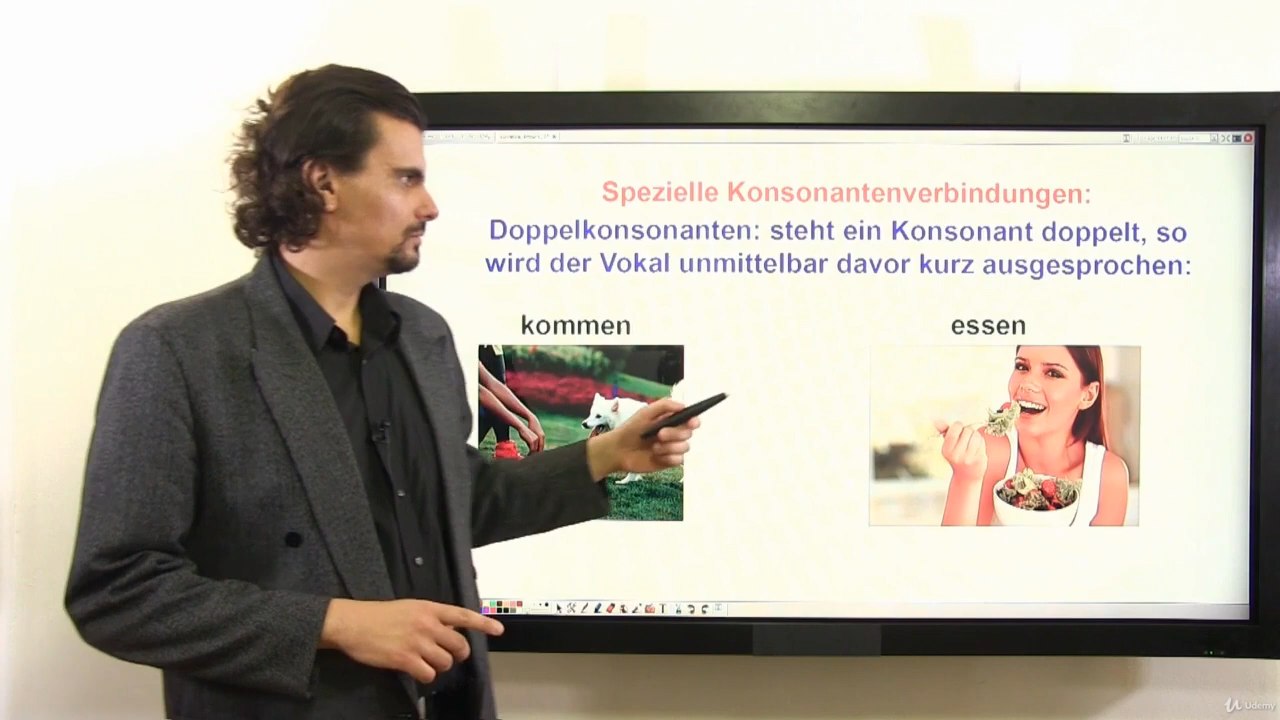 Spezielle Konsonantenverbindungen:
Doppelkonsonanten: steht ein Konsonant doppelt, so
wird der Vokal unmittelbar davor kurz ausgesprochen:
kommen
essen
Udemy